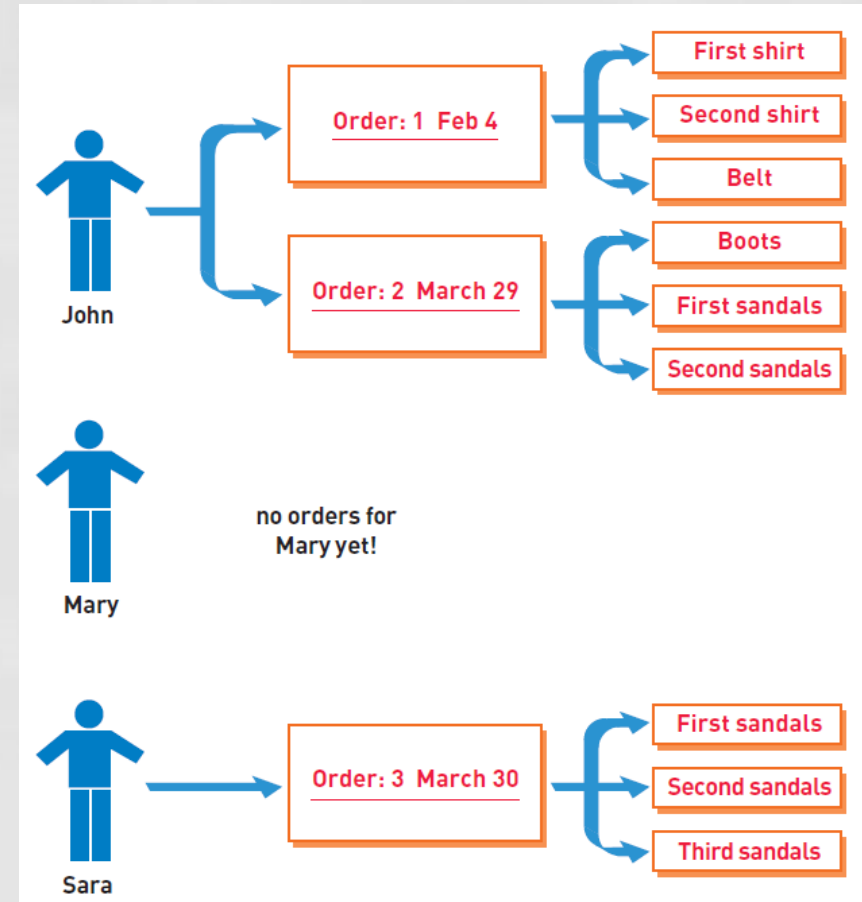 First shirt
Order: 1 Feb 4
Second shirt
Belt
John
Order: 2 March 29
Boots
First sandals
Second sandals
no orders for
Mary yet!
Mary
Order: 3 March 30
First sandals
Second sandals
Third sandals
Sara